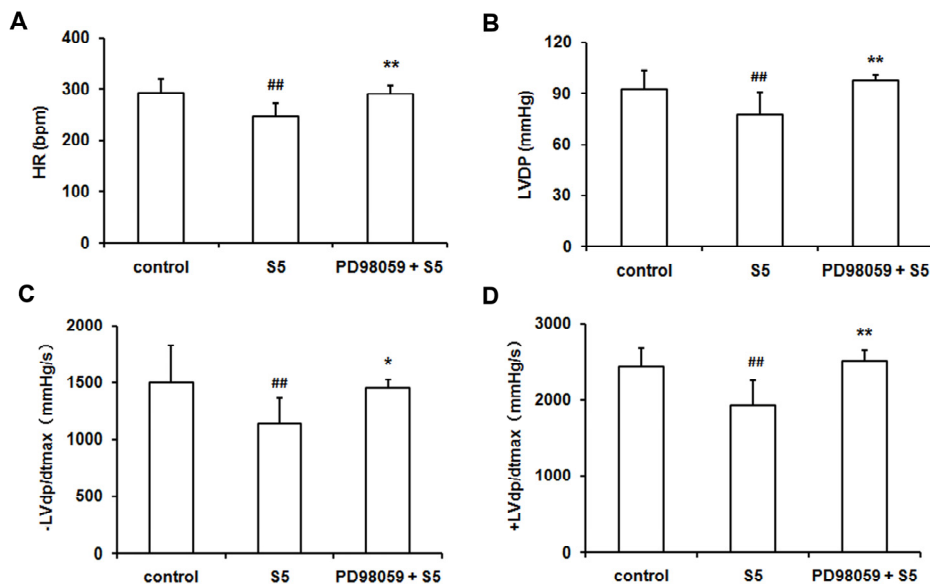 A
HR (bpm)
400
300
200
100
0
##
**
control S5 PD98059 + S5
B
LVDP (mmHg)
120
90
60
30
0
##
**
control S5 PD98059 + S5
C
-LVdp/dtmax (mmHg/s)
2000
1500
1000
500
0
##
*
control S5 PD98059 + S5
D
+LVdp/dtmax (mmHg/s)
3000
2000
1000
0
##
**
control S5 PD98059 + S5